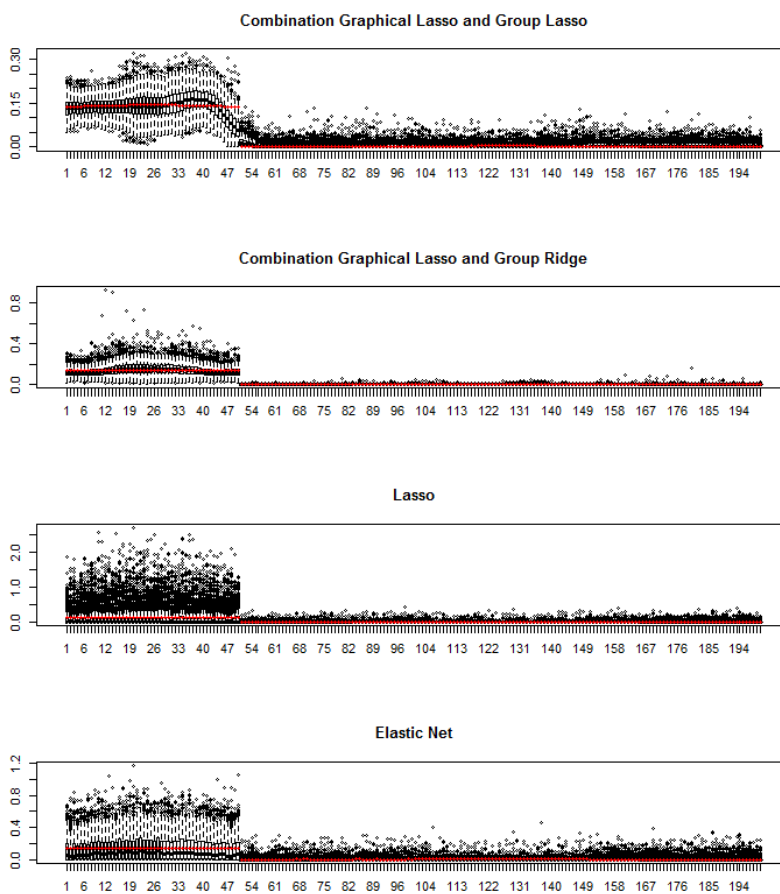 Combination Graphical Lasso and Group Lasso
0.30
0.15
0.00
1 6 12 19 26 33 40 47 54 61 68 75 82 89 96 104 113 122 131 140 149 158 167 176 185 194
Combination Graphical Lasso and Group Ridge
0.8
0.4
0.0
1 6 12 19 26 33 40 47 54 61 68 75 82 89 96 104 113 122 131 140 149 158 167 176 185 194
Lasso
2.0
1.0
0.0
1 6 12 19 26 33 40 47 54 61 68 75 82 89 96 104 113 122 131 140 149 158 167 176 185 194
Elastic Net
1.2
0.8
0.4
0.0
1 6 12 19 26 33 40 47 54 61 68 75 82 89 96 104 113 122 131 140 149 158 167 176 185 194